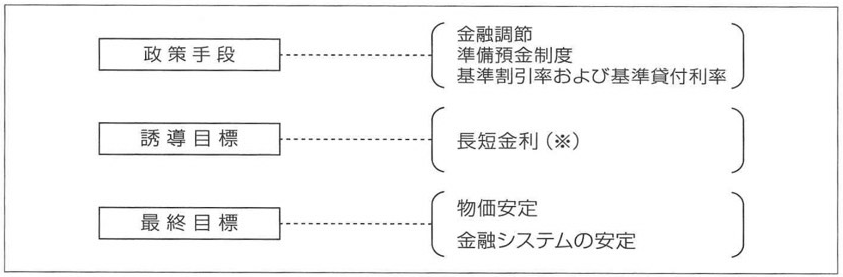 政策手段
金融調節
準備預金制度
基準割引率および基準貸付利率
誘導目標
長短金利(※)
最終目標
物価安定
金融システムの安定